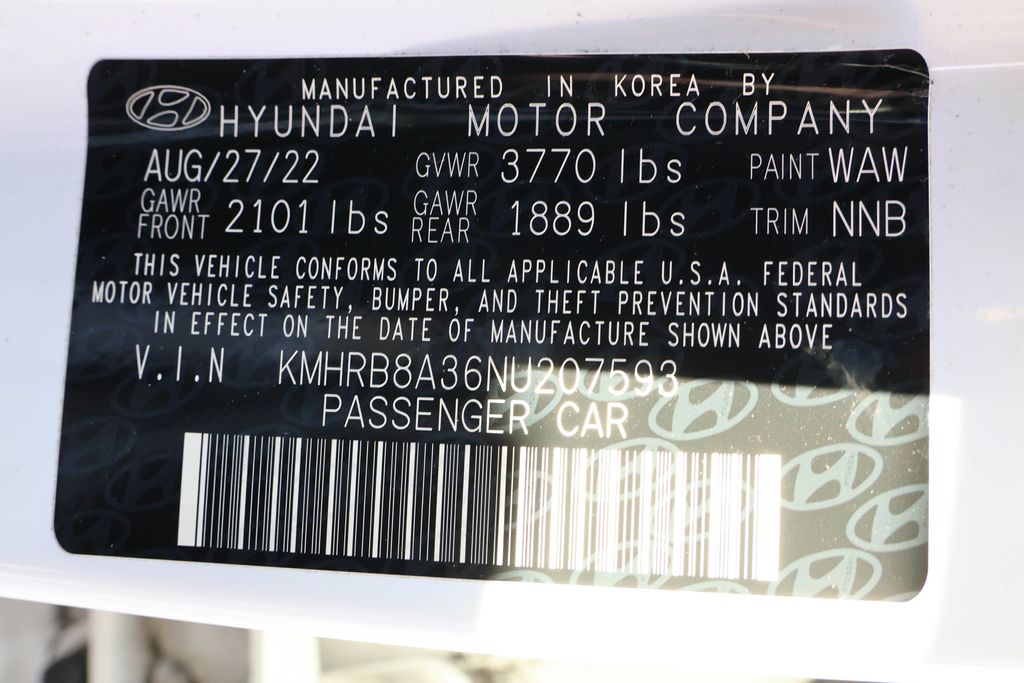 MANUFACTURED IN KOREA BY
HYUNDAI MOTOR COMPANY
AUG/27/22 GVWR 3770 lbs PAINT WAW
GAWR FRONT 2101 lbs GAWR REAR 1889 lbs TRIM NNB
THIS VEHICLE CONFORMS TO ALL APPLICABLE U.S.A. FEDERAL
MOTOR VEHICLE SAFETY, BUMPER, AND THEFT PREVENTION STANDARDS
IN EFFECT ON THE DATE OF MANUFACTURE SHOWN ABOVE
V.I.N KMHRB8A36NU207593
PASSENGER CAR